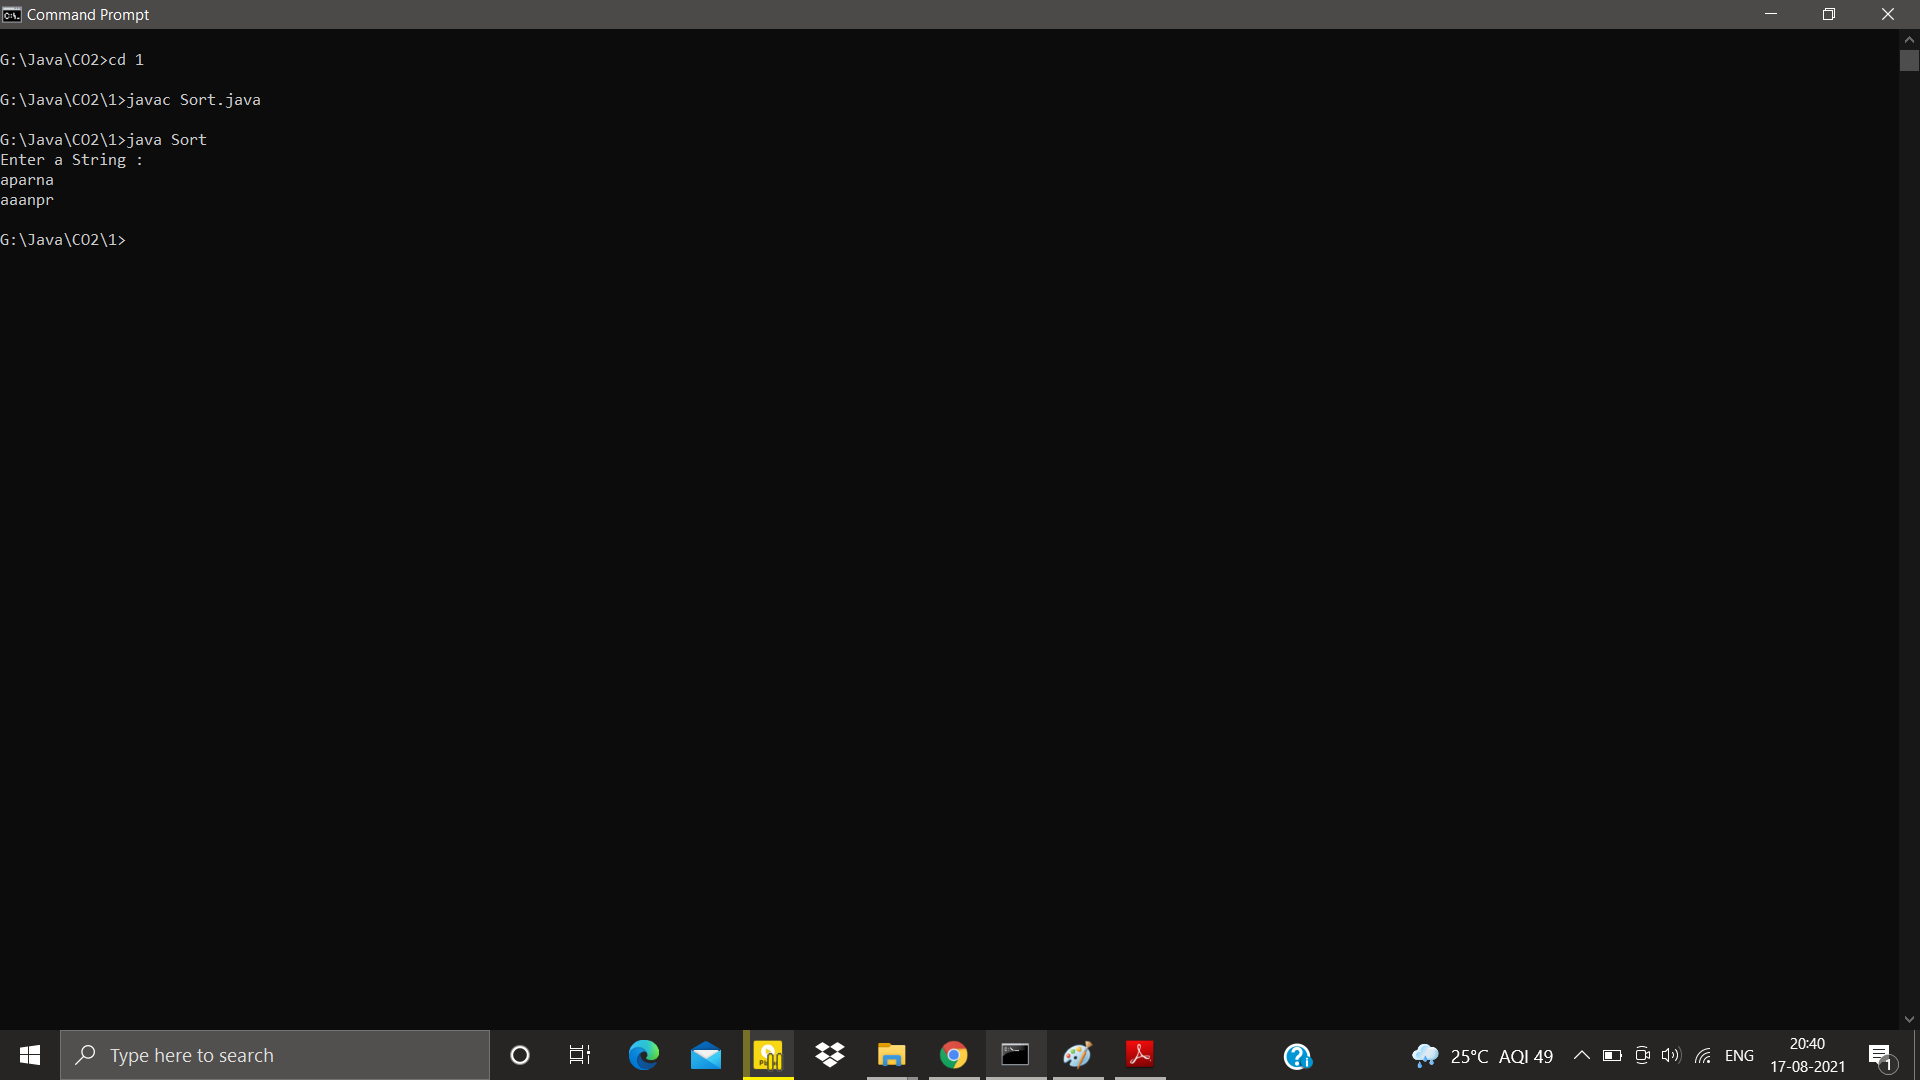 Command Prompt
G:\Java\CO2>cd 1
G:\Java\CO2\1>javac Sort.java
G:\Java\CO2\1>java Sort
Enter a String :
aparna
aaanpr
G:\Java\CO2\1>
Type here to search
25°C AQI 49
ENG
20:40
17-08-2021
1